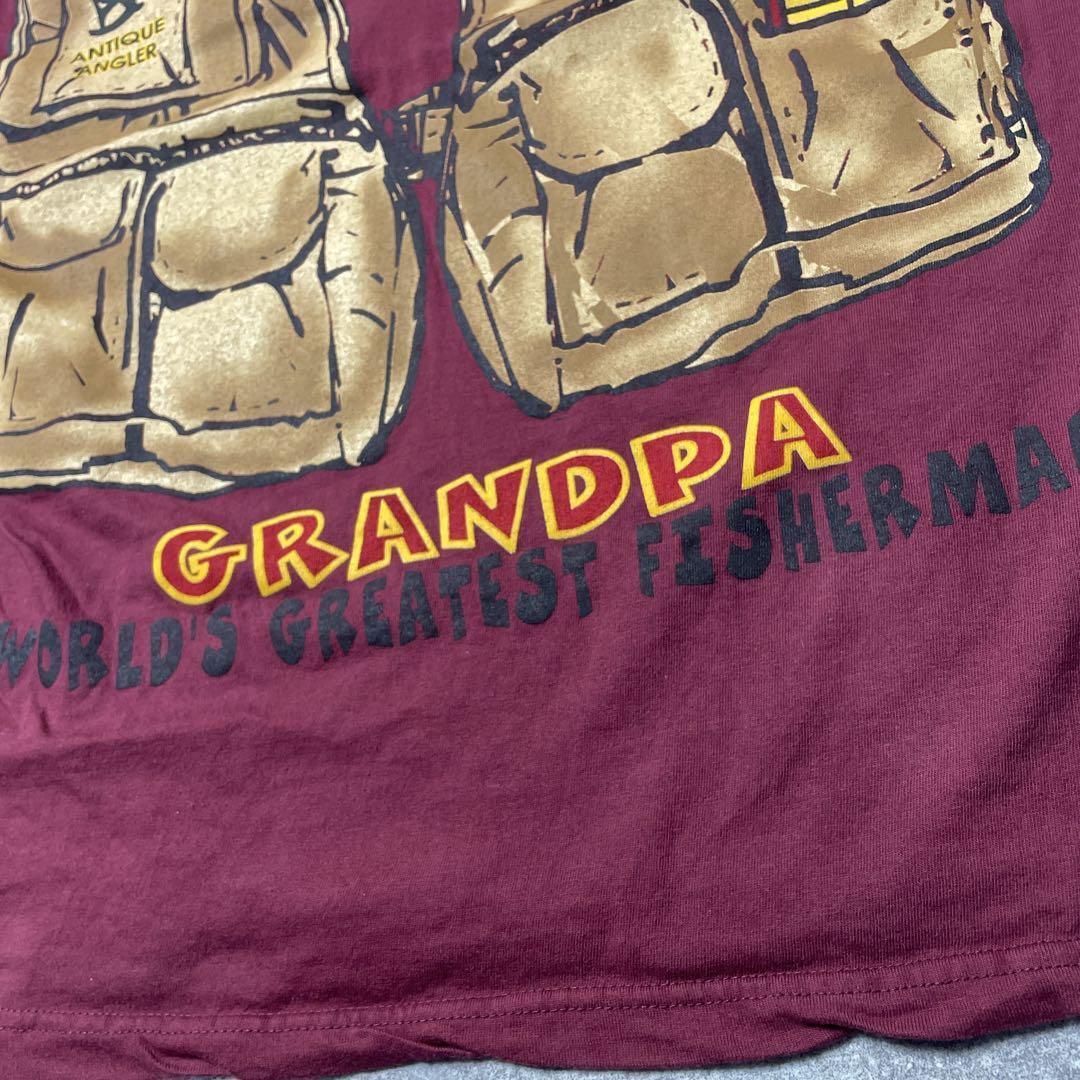 ANTIQUE
ANGLER
GRANDPA
WORLD'S GREATEST FISHERMA